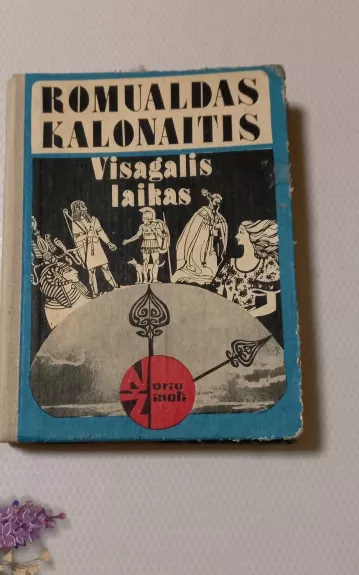 ROMUALDAS
KALONAITIS
Visagalis
laikas
Noriu
Žinoti